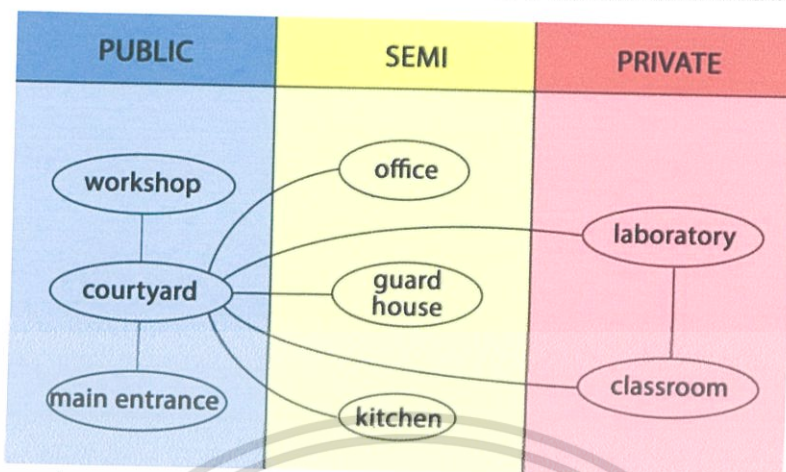 PUBLIC
SEMI
PRIVATE
workshop
courtyard
main entrance
office
guard
house
kitchen
laboratory
classroom